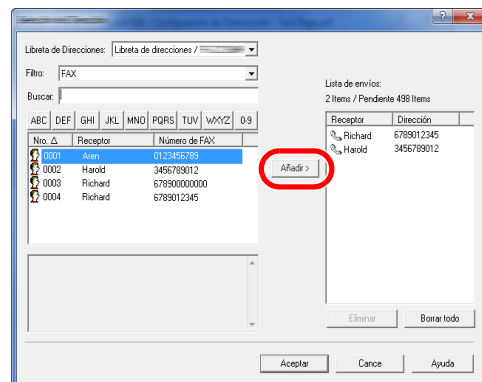 Libreta de Direcciones: Libreta de direcciones /
Filtro: FAX
Buscar:
ABC DEF GHI JKL MNO PQRS TUV WXYZ 0-9
Nro. △ Receptor Número de FAX
0001 Aren 0123456789
0002 Harold 3456789012
0003 Richard 678900000000
0004 Richard 6789012345
Añadir >
Lista de envíos:
2 Items / Pendiente 498 Items
Receptor Dirección
Richard 6789012345
Harold 3456789012
Eliminar Borrar todo
Aceptar Cance Ayuda